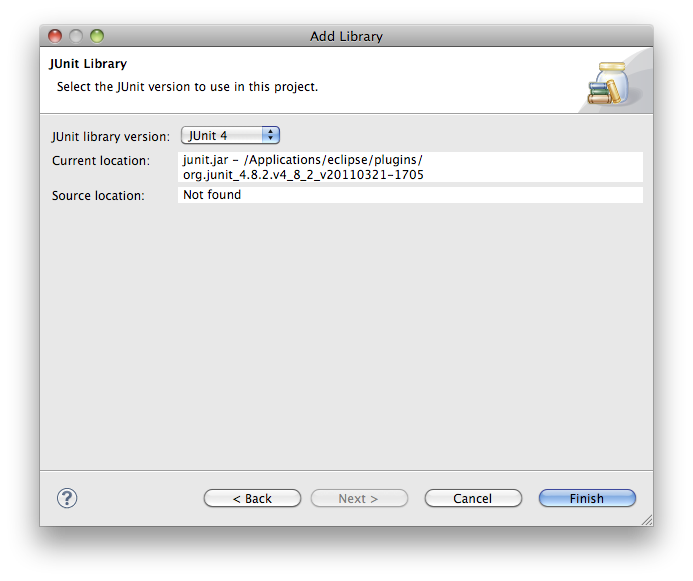 Add Library
JUnit Library
Select the JUnit version to use in this project.
JUnit library version: JUnit 4
Current location: junit.jar - /Applications/eclipse/plugins/
org.junit_4.8.2.v4_8_2_v20110321-1705
Source location: Not found
? < Back Next > Cancel Finish